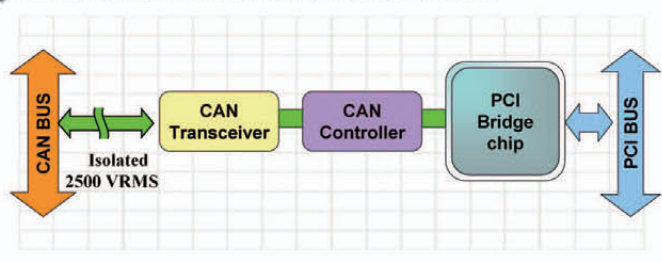 CAN BUS
Isolated
2500 VRMS
CAN
Transceiver
CAN
Controller
PCI
Bridge
chip
PCI BUS